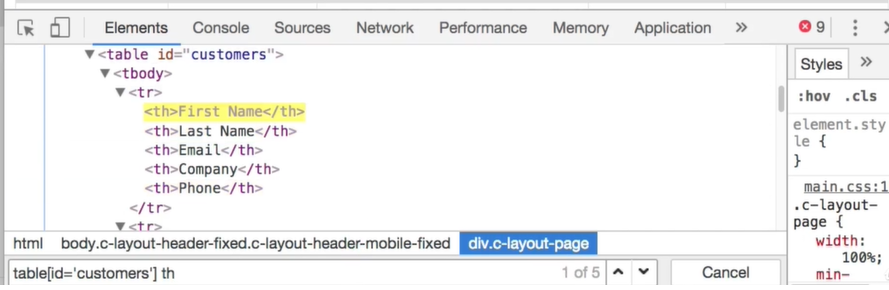 Elements Console Sources Network Performance Memory Application » 9
▼<table id="customers">
▼<tbody>
▼<tr>
<th>First Name</th>
<th>Last Name</th>
<th>Email</th>
<th>Company</th>
<th>Phone</th>
</tr>
▼<tr>
html body.c-layout-header-fixed.c-layout-header-mobile-fixed div.c-layout-page
table[id='customers'] th 1 of 5 Cancel
Styles »
:hov .cls
element.sty
le {
}
main.css:1
.c-layout-
page {
width:
100%;
min-